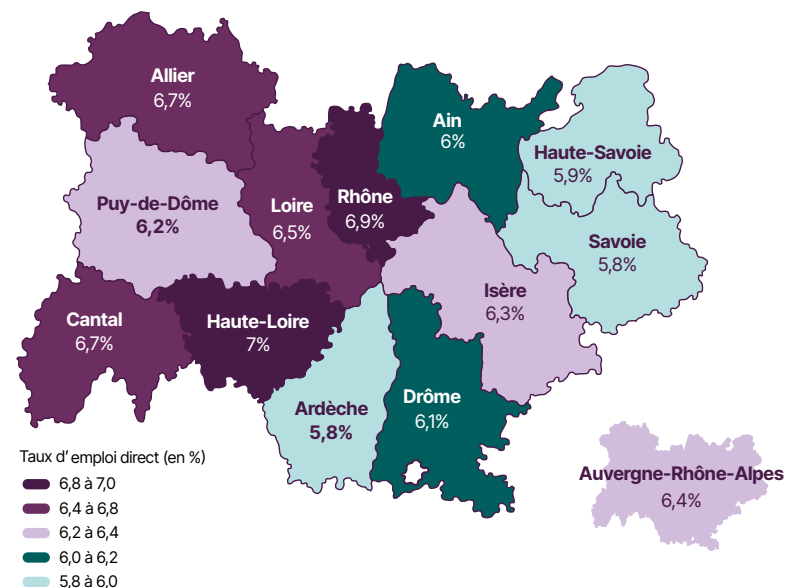 Allier
6,7%
Ain
6%
Haute-Savoie
5,9%
Puy-de-Dôme
6,2%
Loire
6,5%
Rhône
6,9%
Savoie
5,8%
Isère
6,3%
Cantal
6,7%
Haute-Loire
7%
Ardèche
5,8%
Drôme
6,1%
Taux d'emploi direct (en %)
6,8 à 7,0
6,4 à 6,8
6,2 à 6,4
6,0 à 6,2
5,8 à 6,0
Auvergne-Rhône-Alpes
6,4%